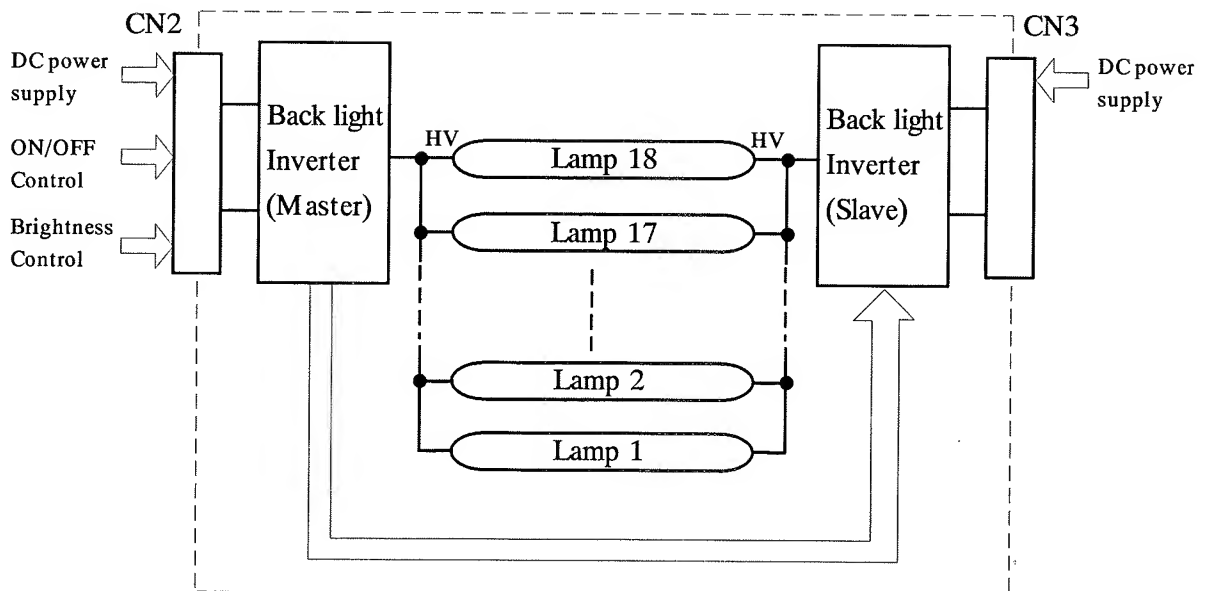 CN2
CN3
DC power
supply
ON/OFF
Control
Brightness
Control
Back light
Inverter
(Master)
HV
Lamp 18
HV
Lamp 17
Lamp 2
Lamp 1
Back light
Inverter
(Slave)
DC power
supply